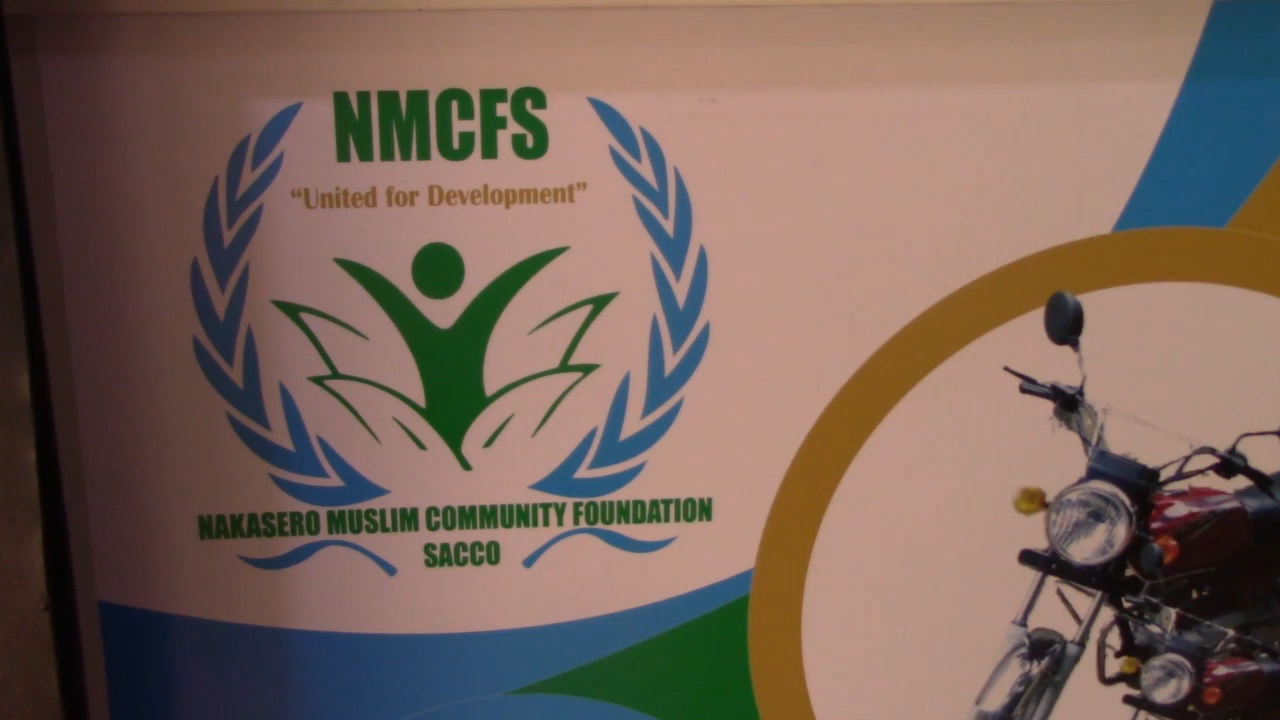 NMCFS
“United for Development”
NAKASERO MUSLIM COMMUNITY FOUNDATION
SACCO